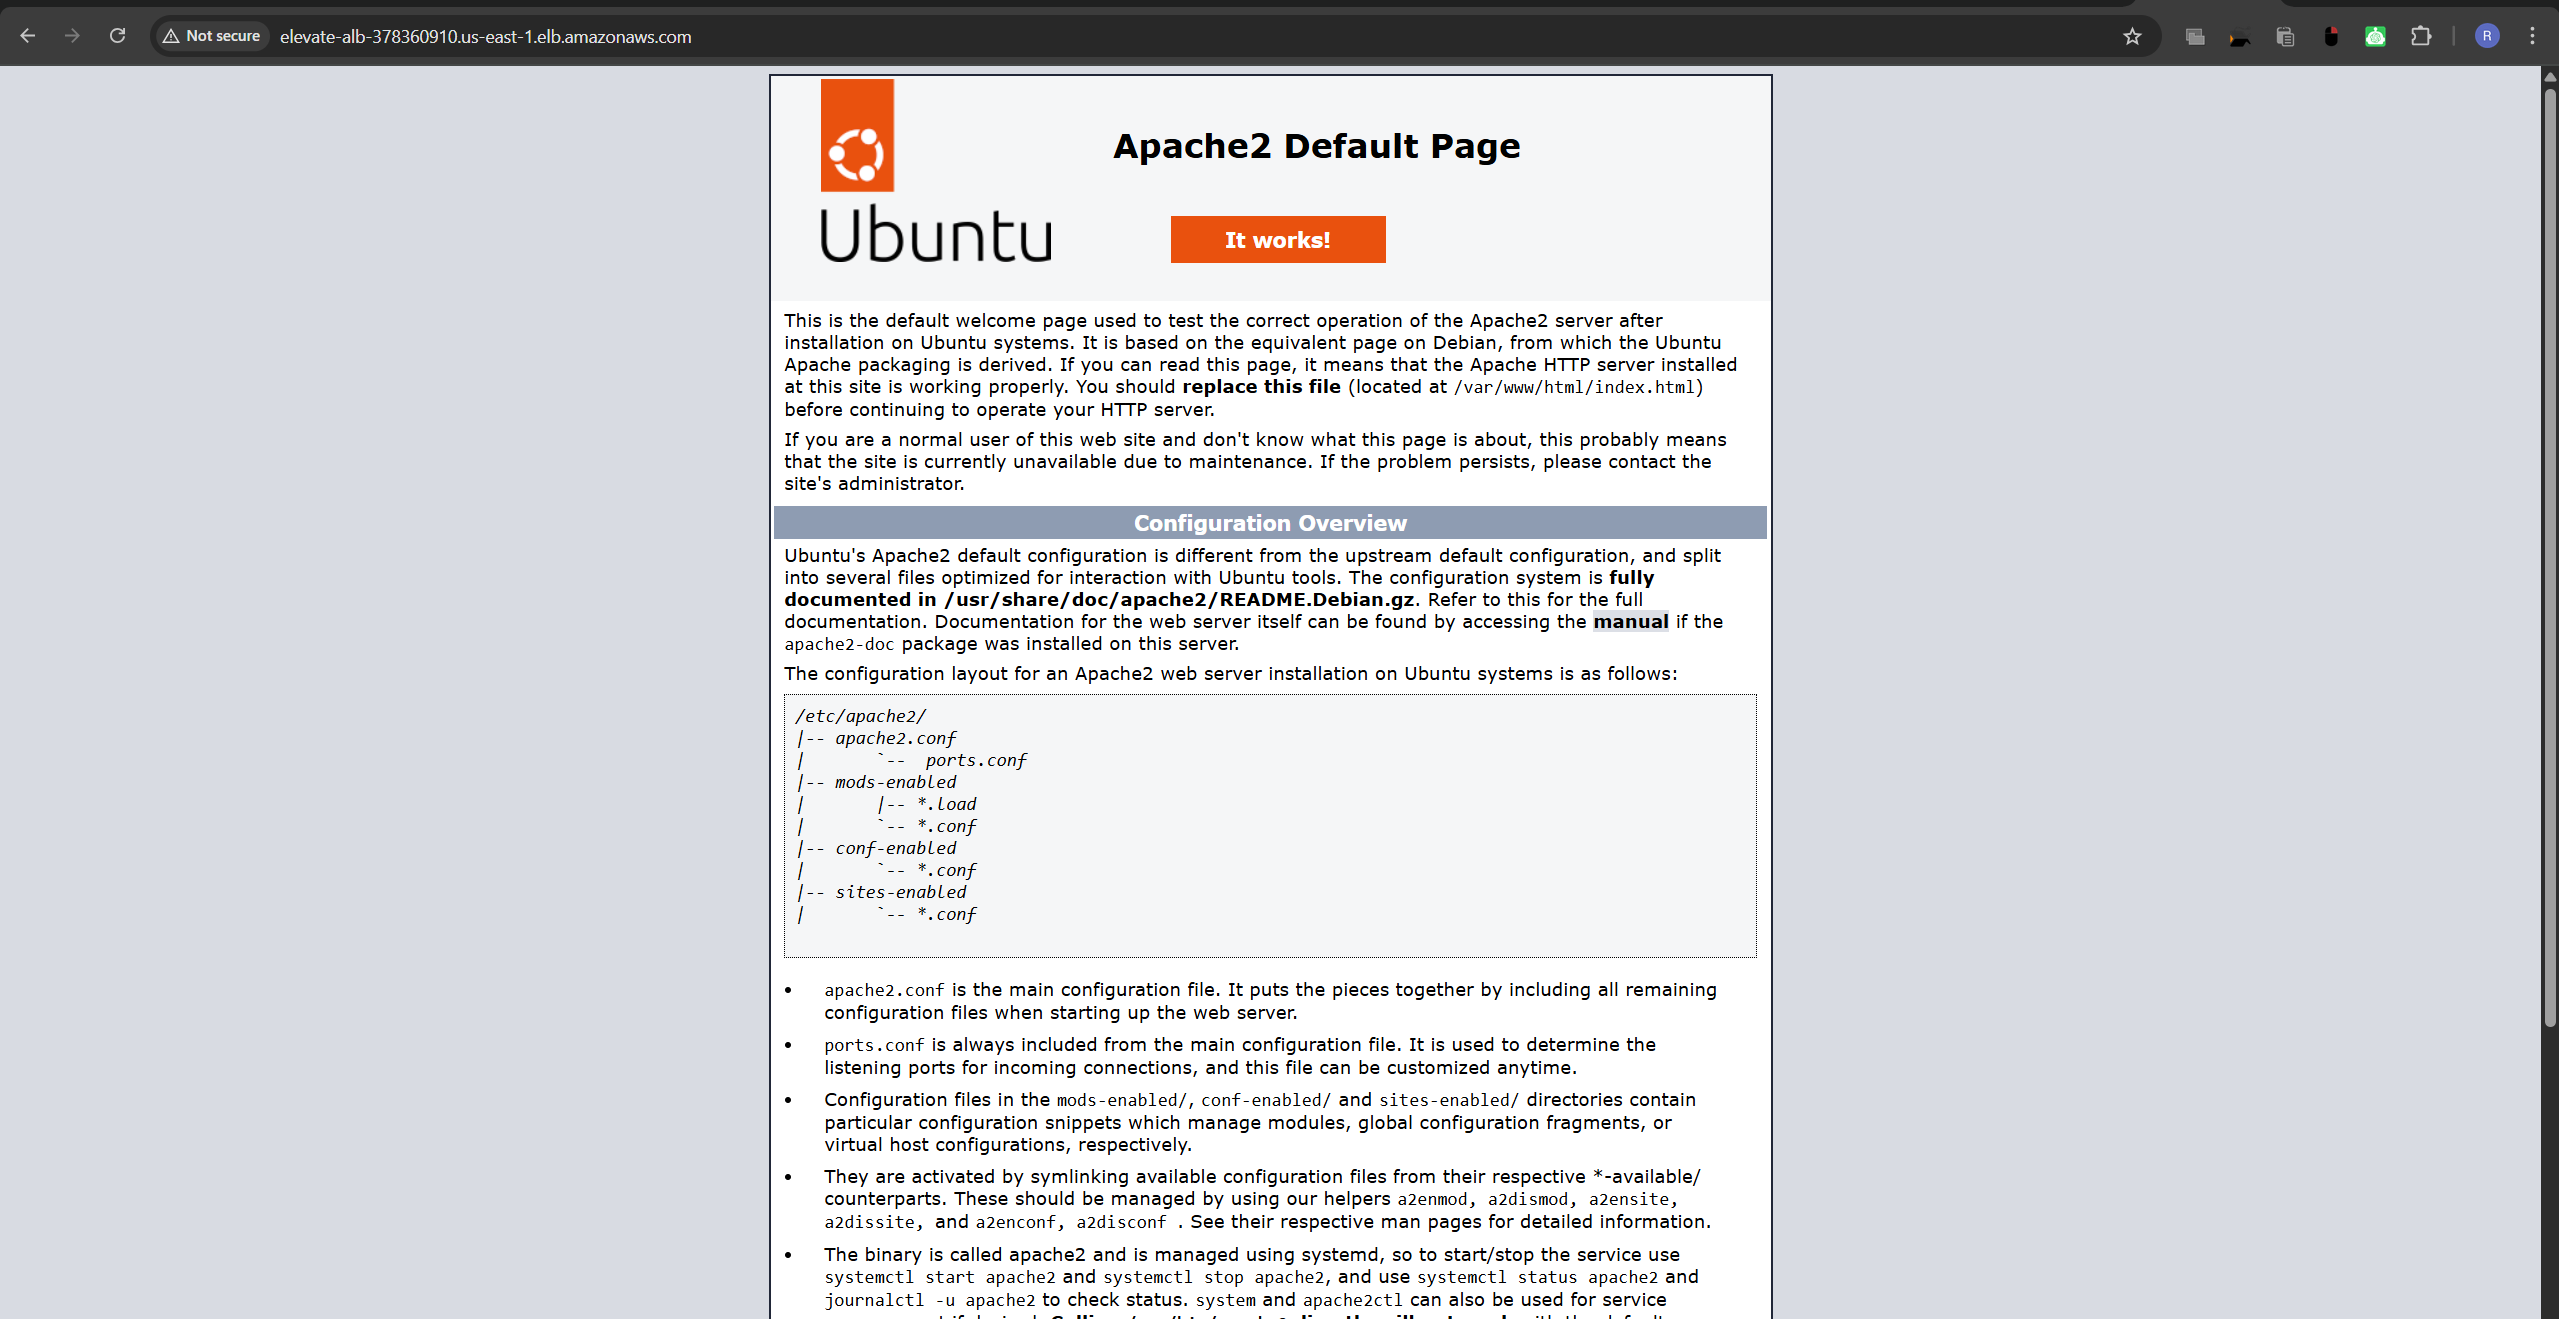 Not secure
elevate-alb-378360910.us-east-1.elb.amazonaws.com
R
Ubuntu
Apache2 Default Page
It works!
This is the default welcome page used to test the correct operation of the Apache2 server after
installation on Ubuntu systems. It is based on the equivalent page on Debian, from which the Ubuntu
Apache packaging is derived. If you can read this page, it means that the Apache HTTP server installed
at this site is working properly. You should replace this file (located at /var/www/html/index.html)
before continuing to operate your HTTP server.
If you are a normal user of this web site and don't know what this page is about, this probably means
that the site is currently unavailable due to maintenance. If the problem persists, please contact the
site's administrator.
Configuration Overview
Ubuntu's Apache2 default configuration is different from the upstream default configuration, and split
into several files optimized for interaction with Ubuntu tools. The configuration system is fully
documented in /usr/share/doc/apache2/README.Debian.gz. Refer to this for the full
documentation. Documentation for the web server itself can be found by accessing the manual if the
apache2-doc package was installed on this server.
The configuration layout for an Apache2 web server installation on Ubuntu systems is as follows:
/etc/apache2/
|-- apache2.conf
|       `--  ports.conf
|-- mods-enabled
|       |-- *.load
|       `-- *.conf
|-- conf-enabled
|       `-- *.conf
|-- sites-enabled
|       `-- *.conf
• apache2.conf is the main configuration file. It puts the pieces together by including all remaining
configuration files when starting up the web server.
• ports.conf is always included from the main configuration file. It is used to determine the
listening ports for incoming connections, and this file can be customized anytime.
• Configuration files in the mods-enabled/, conf-enabled/ and sites-enabled/ directories contain
particular configuration snippets which manage modules, global configuration fragments, or
virtual host configurations, respectively.
• They are activated by symlinking available configuration files from their respective *-available/
counterparts. These should be managed by using our helpers a2enmod, a2dismod, a2ensite,
a2dissite, and a2enconf, a2disconf . See their respective man pages for detailed information.
• The binary is called apache2 and is managed using systemd, so to start/stop the service use
systemctl start apache2 and systemctl stop apache2, and use systemctl status apache2 and
journalctl -u apache2 to check status. system and apache2ctl can also be used for service